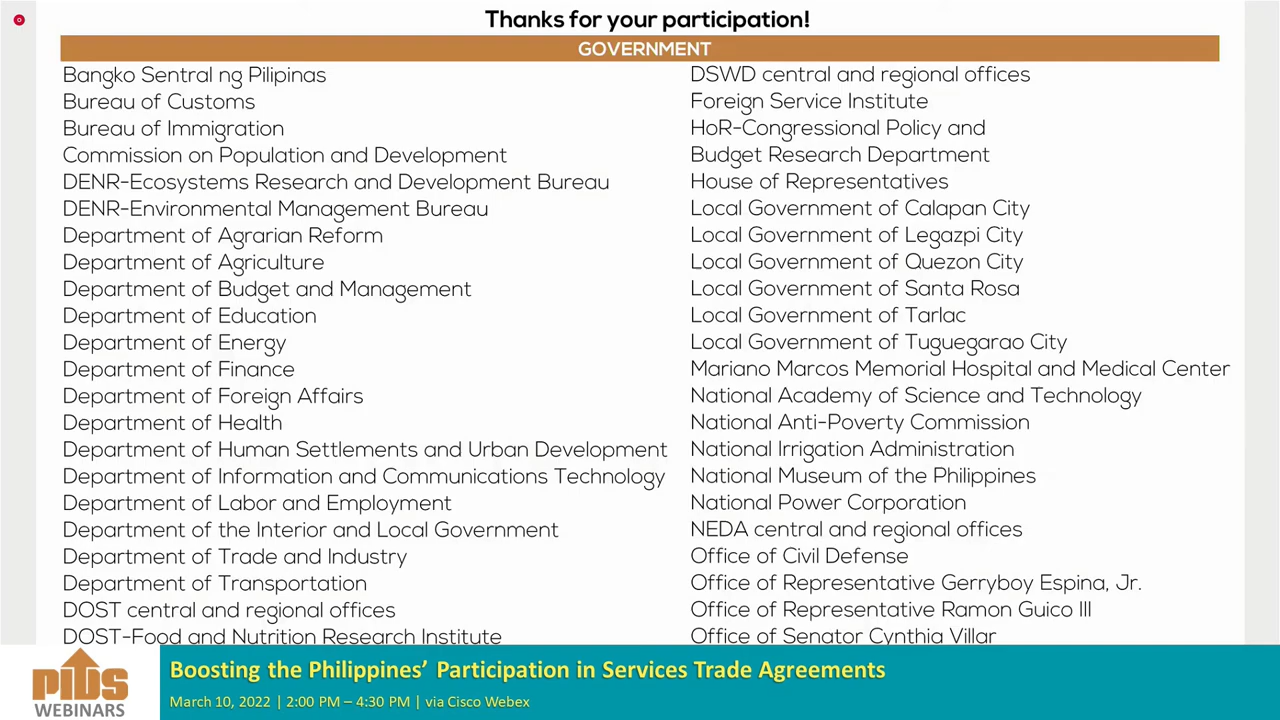 Thanks for your participation!
GOVERNMENT
Bangko Sentral ng Pilipinas
Bureau of Customs
Bureau of Immigration
Commission on Population and Development
DENR-Ecosystems Research and Development Bureau
DENR-Environmental Management Bureau
Department of Agrarian Reform
Department of Agriculture
Department of Budget and Management
Department of Education
Department of Energy
Department of Finance
Department of Foreign Affairs
Department of Health
Department of Human Settlements and Urban Development
Department of Information and Communications Technology
Department of Labor and Employment
Department of the Interior and Local Government
Department of Trade and Industry
Department of Transportation
DOST central and regional offices
DOST-Food and Nutrition Research Institute
DSWD central and regional offices
Foreign Service Institute
HoR-Congressional Policy and
Budget Research Department
House of Representatives
Local Government of Calapan City
Local Government of Legazpi City
Local Government of Quezon City
Local Government of Santa Rosa
Local Government of Tarlac
Local Government of Tuguegarao City
Mariano Marcos Memorial Hospital and Medical Center
National Academy of Science and Technology
National Anti-Poverty Commission
National Irrigation Administration
National Museum of the Philippines
National Power Corporation
NEDA central and regional offices
Office of Civil Defense
Office of Representative Gerryboy Espina, Jr.
Office of Representative Ramon Guico III
Office of Senator Cynthia Villar
pids
WEBINARS
Boosting the Philippines’ Participation in Services Trade Agreements
March 10, 2022 | 2:00 PM – 4:30 PM | via Cisco Webex